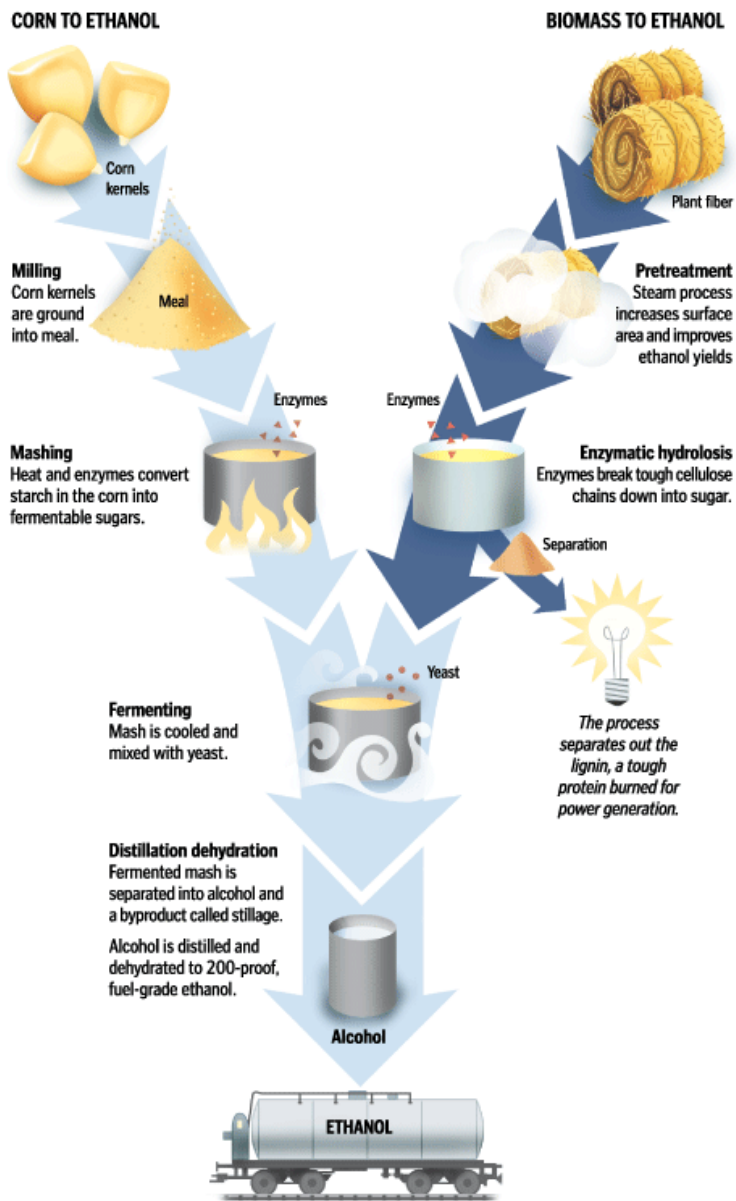 CORN TO ETHANOL
BIOMASS TO ETHANOL
Corn
kernels
Plant fiber
Milling
Corn kernels
are ground
into meal.
Meal
Pretreatment
Steam process
increases surface
area and improves
ethanol yields
Enzymes
Enzymes
Mashing
Heat and enzymes convert
starch in the corn into
fermentable sugars.
Enzymatic hydrolosis
Enzymes break tough cellulose
chains down into sugar.
Separation
Yeast
Fermenting
Mash is cooled and
mixed with yeast.
The process
separates out the
lignin, a tough
protein burned for
power generation.
Distillation dehydration
Fermented mash is
separated into alcohol and
a byproduct called stillage.
Alcohol is distilled and
dehydrated to 200-proof,
fuel-grade ethanol.
Alcohol
ETHANOL